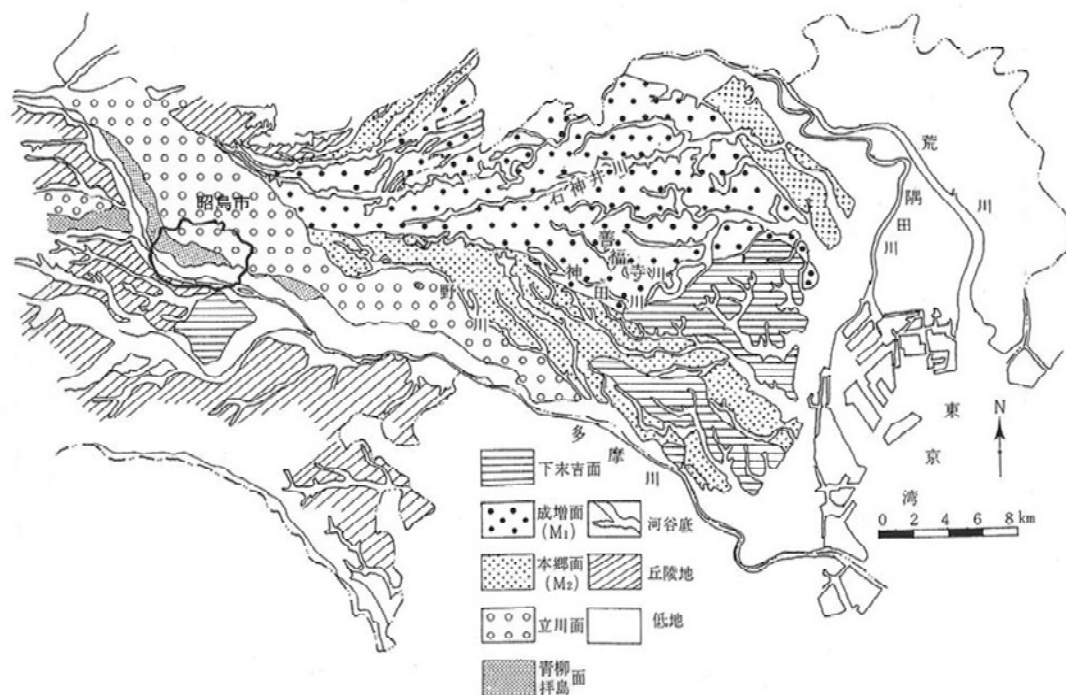 昭島市
石神井川
善福寺川
神田川
野川
多摩川
荒川
隅田川
東京湾
N
0 2 4 6 8 km
下末吉面
成増面
(M1)
河谷底
本郷面
(M2)
丘陵地
立川面
低地
青柳
拝島 面